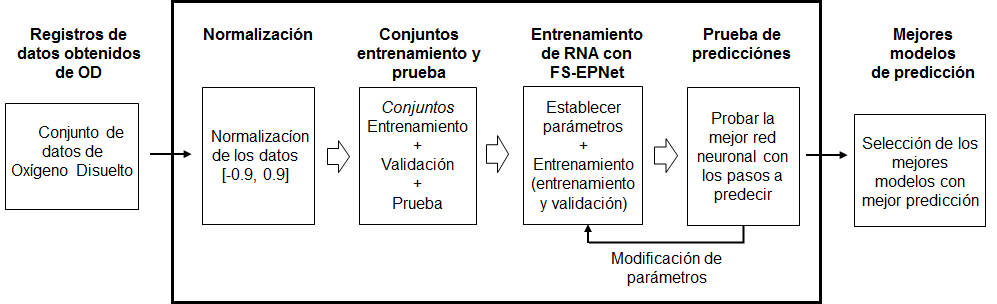 Registros de
datos obtenidos
de OD
Conjunto de
datos de
Oxígeno Disuelto
Normalización
Normalizacíon
de los datos
[-0.9, 0.9]
Conjuntos
entrenamiento y
prueba
Conjuntos
Entrenamiento
+
Validación
+
Prueba
Entrenamiento
de RNA con
FS-EPNet
Establecer
parámetros
+
Entrenamiento
(entrenamiento
y validación)
Prueba de
prediccíónes
Probar la
mejor red
neuronal con
los pasos a
predecir
Modificación de
parámetros
Mejores
modelos
de predicción
Selección de los
mejores
modelos con
mejor predicción